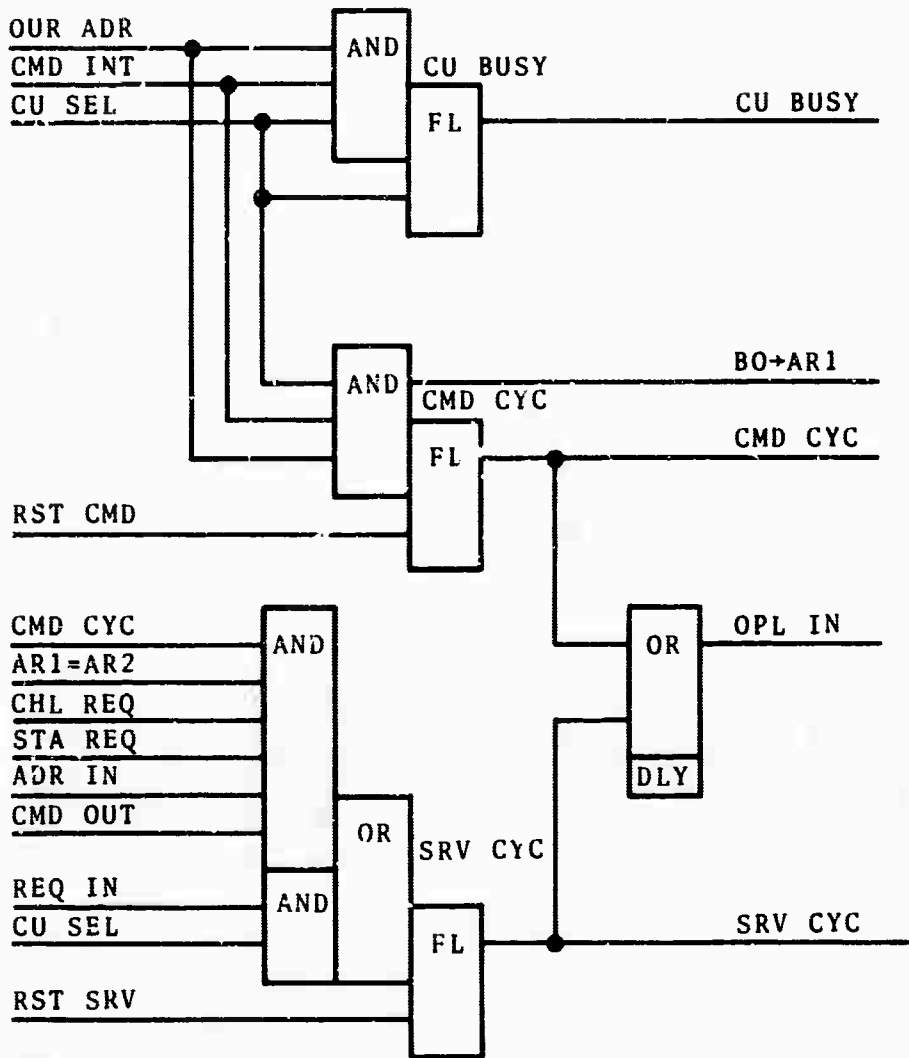 OUR ADR
CMD INT
CU SEL
AND
CU BUSY
FL
CU BUSY
AND
BO→AR1
CMD CYC
FL
CMD CYC
RST CMD
CMD CYC
AR1=AR2
CHL REQ
STA REQ
ADR IN
CMD OUT
AND
OR
OPL IN
DLY
OR
SRV CYC
REQ IN
CU SEL
AND
FL
SRV CYC
RST SRV